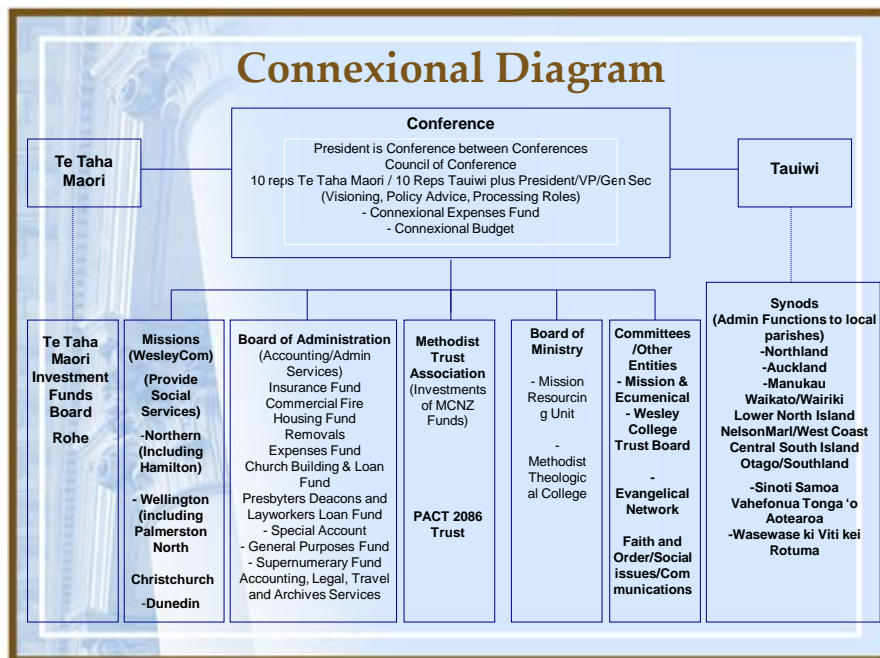 Connexional Diagram
Te Taha
Maori
Conference
President is Conference between Conferences
Council of Conference
10 reps Te Taha Maori / 10 Reps Tauiwi plus President/VP/Gen Sec
(Visioning, Policy Advice, Processing Roles)
- Connexional Expenses Fund
- Connexional Budget
Tauiwi
Te Taha
Maori
Investment
Funds
Board
Rohe
Missions
(WesleyCom)
(Provide
Social
Services)
-Northern
(Including
Hamilton)
- Wellington
(including
Palmerston
North
Christchurch
-Dunedin
Board of Administration
(Accounting/Admin
Services)
Insurance Fund
Commercial Fire
Housing Fund
Removals
Expenses Fund
Church Building & Loan
Fund
Presbyters Deacons and
Layworkers Loan Fund
- Special Account
- General Purposes Fund
- Supernumerary Fund
Accounting, Legal, Travel
and Archives Services
Methodist
Trust
Association
(Investments
of MCNZ
Funds)
PACT 2086
Trust
Board of
Ministry
- Mission
Resourcin
g Unit
-
Methodist
Theologic
al College
Committees
/Other
Entities
- Mission &
Ecumenical
- Wesley
College
Trust Board
-
Evangelical
Network
Faith and
Order/Social
issues/Com
munications
Synods
(Admin Functions to local
parishes)
-Northland
-Auckland
-Manukau
Waikato/Wairiki
Lower North Island
NelsonMarl/West Coast
Central South Island
Otago/Southland
-Sinoti Samoa
Vahefonua Tonga ‘o
Aotearoa
-Wasewase ki Viti kei
Rotuma